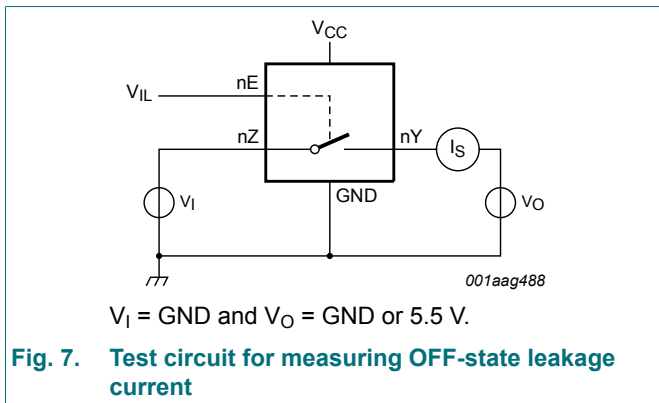 VCC
nE
VIL
nZ
nY
IS
GND
VI
VO
001aag488
VI = GND and VO = GND or 5.5 V.
Fig. 7. Test circuit for measuring OFF-state leakage
current